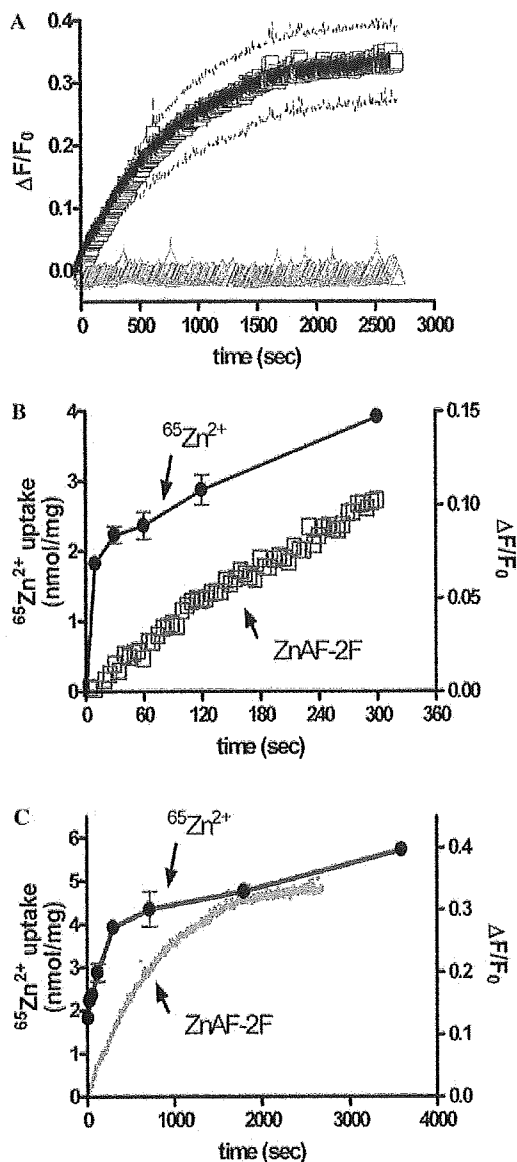 A
0.4
0.3
0.2
0.1
0.0
ΔF/F₀
0 500 1000 1500 2000 2500 3000
time (sec)
B
4
3
2
1
0
⁶⁵Zn²⁺ uptake
(nmol/mg)
⁶⁵Zn²⁺
ZnAF-2F
0.15
0.10
0.05
0.00
ΔF/F₀
0 60 120 180 240 300 360
time (sec)
C
6
5
4
3
2
1
0
⁶⁵Zn²⁺ uptake
(nmol/mg)
⁶⁵Zn²⁺
ZnAF-2F
0.4
0.3
0.2
0.1
0.0
ΔF/F₀
0 1000 2000 3000 4000
time (sec)